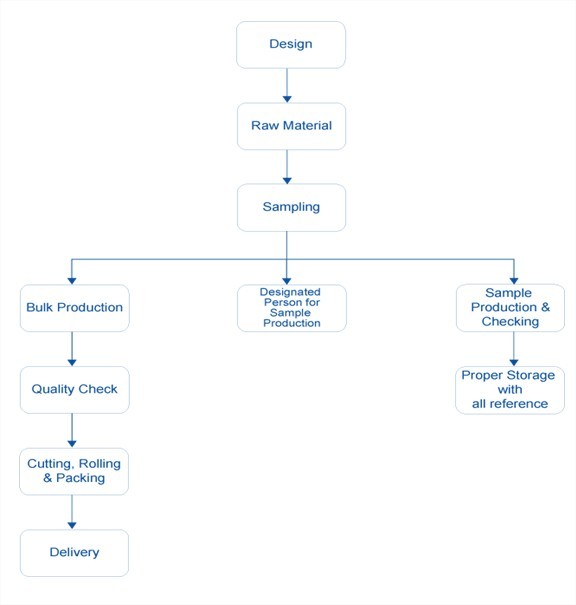 Design
Raw Material
Sampling
Bulk Production
Designated
Person for
Sample
Production
Sample
Production &
Checking
Quality Check
Proper Storage
with
all reference
Cutting, Rolling
& Packing
Delivery